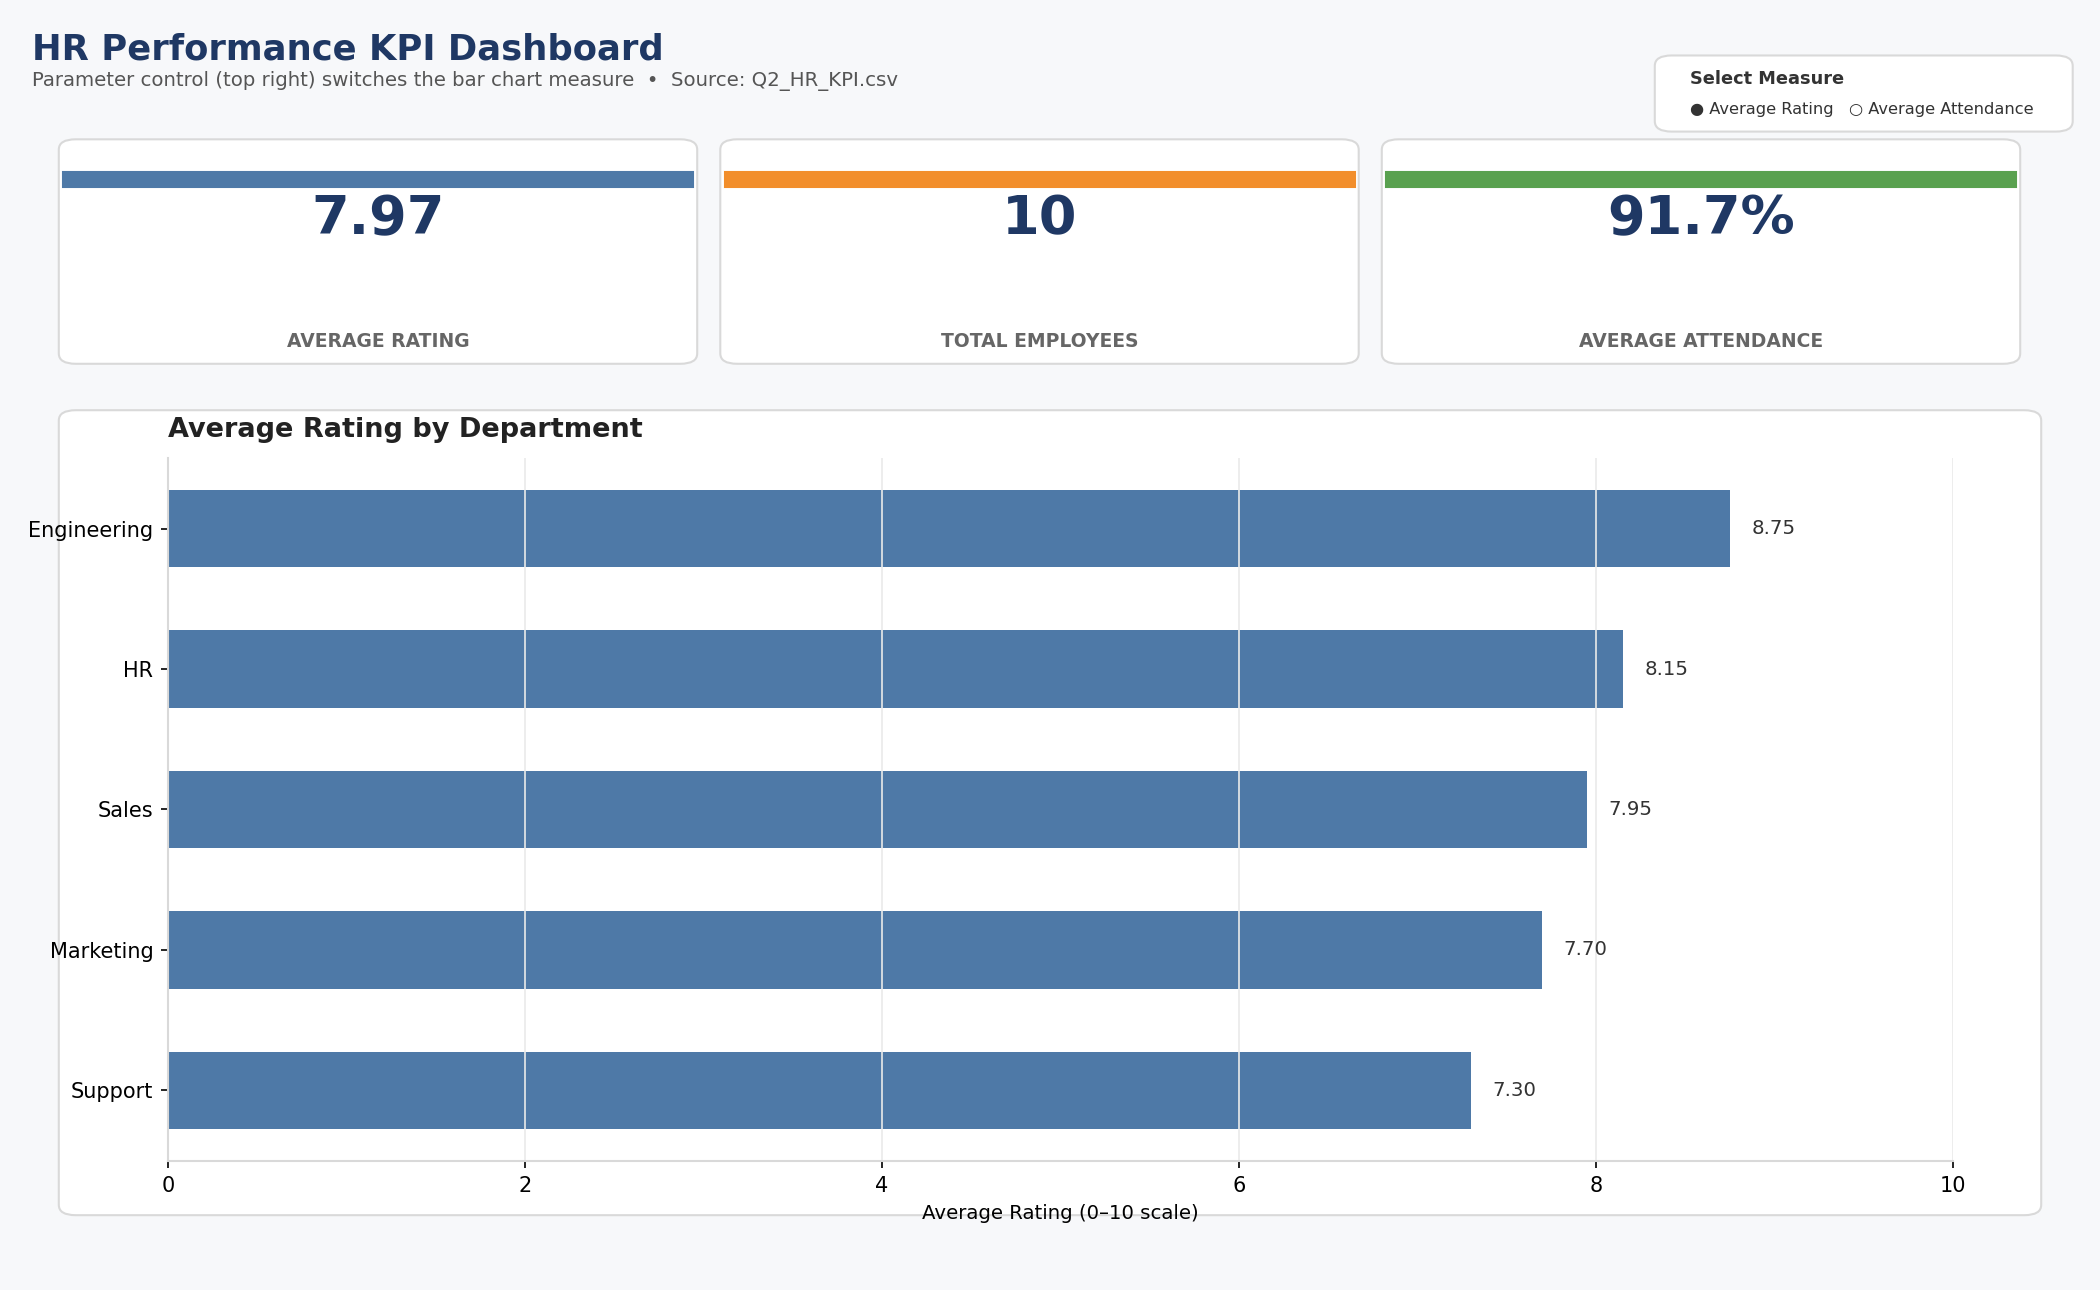 HR Performance KPI Dashboard
Parameter control (top right) switches the bar chart measure • Source: Q2_HR_KPI.csv
Select Measure
● Average Rating ○ Average Attendance
7.97
AVERAGE RATING
10
TOTAL EMPLOYEES
91.7%
AVERAGE ATTENDANCE
Average Rating by Department
Engineering 8.75
HR 8.15
Sales 7.95
Marketing 7.70
Support 7.30
0 2 4 6 8 10
Average Rating (0–10 scale)